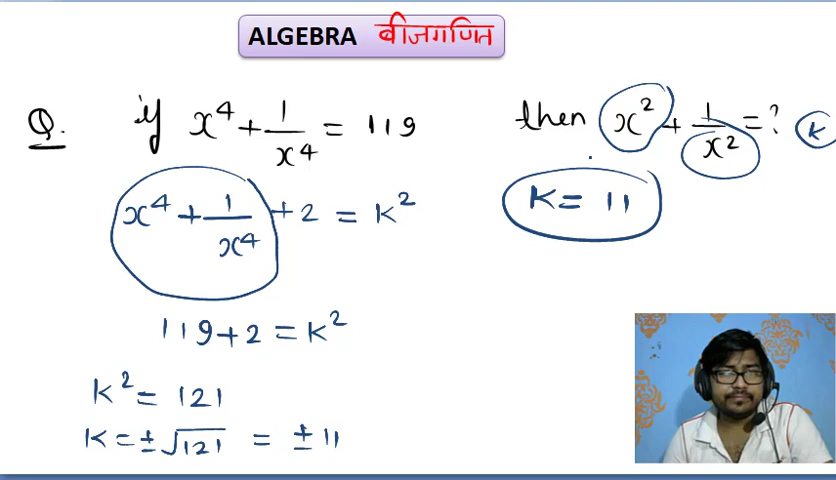 ALGEBRA बीजगणित
Q. if x⁴ + 1/x⁴ = 119 then x² + 1/x² = ? k
x⁴ + 1/x⁴ + 2 = k²
k = 11
119 + 2 = k²
k² = 121
k = ± √121 = ± 11